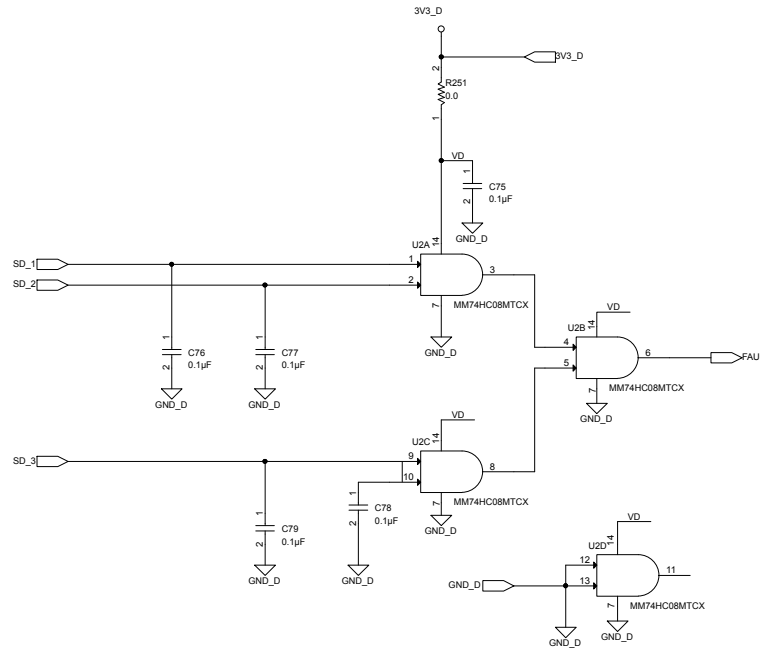 3V3_D
3V3_D
2
R251
0.0
1
VD
1
C75
0.1µF
2
GND_D
14
U2A
SD_1
1
3
SD_2
2
MM74HC08MTCX
7
GND_D
VD
14
U2B
4
6
FAU
5
MM74HC08MTCX
7
GND_D
1
C76
0.1µF
2
GND_D
1
C77
0.1µF
2
GND_D
VD
14
U2C
SD_3
9
8
10
MM74HC08MTCX
7
GND_D
1
C79
0.1µF
2
GND_D
1
C78
0.1µF
2
GND_D
VD
14
U2D
12
11
GND_D
13
MM74HC08MTCX
7
GND_D
GND_D